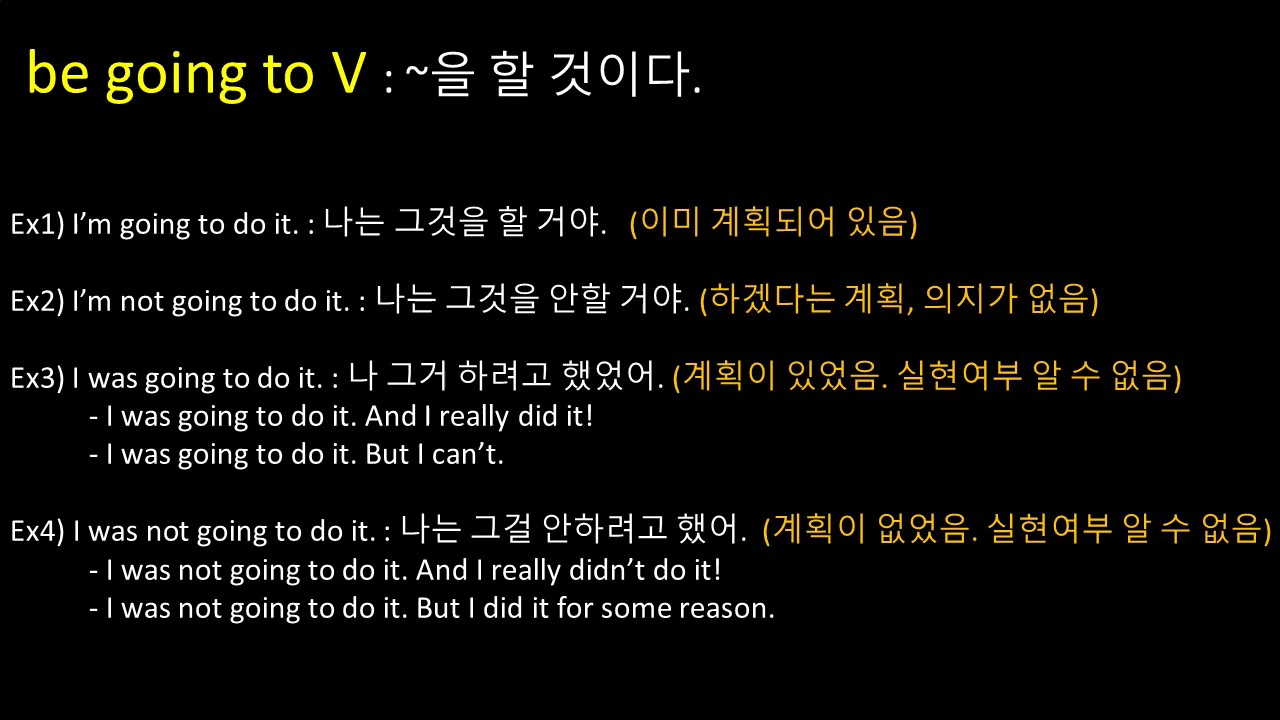 be going to V : ~을 할 것이다.
Ex1) I’m going to do it. : 나는 그것을 할 거야. (이미 계획되어 있음)
Ex2) I’m not going to do it. : 나는 그것을 안할 거야. (하겠다는 계획, 의지가 없음)
Ex3) I was going to do it. : 나 그거 하려고 했었어. (계획이 있었음. 실현여부 알 수 없음)
- I was going to do it. And I really did it!
- I was going to do it. But I can’t.
Ex4) I was not going to do it. : 나는 그걸 안하려고 했어. (계획이 없었음. 실현여부 알 수 없음)
- I was not going to do it. And I really didn’t do it!
- I was not going to do it. But I did it for some reason.